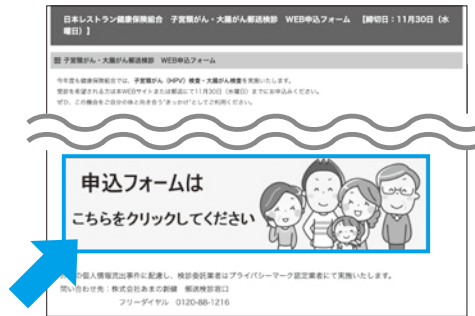 日本レストラン健康保険組合 子宮頸がん・大腸がん郵送検診 WEB申込フォーム 【締切日：11月30日（水
曜日）】
子宮頸がん・大腸がん郵送検診 WEB申込フォーム
今年度も健康保険組合では、子宮頸がん（HPV）検査・大腸がん検査を実施いたします。
受診を希望される方は本WEBサイトまたは郵送にて11月30日（水曜日）までにお申込みください。
ぜひ、この機会をご自分の体と向き合う"きっかけ"としてご利用ください。
申込フォームは
こちらをクリックしてください
の個人情報流出事件に配慮し、検診委託業者はプライバシーマーク認定業者にて実施いたします。
問い合わせ先：株式会社あまの創健 郵送検診窓口
フリーダイヤル 0120-88-1216